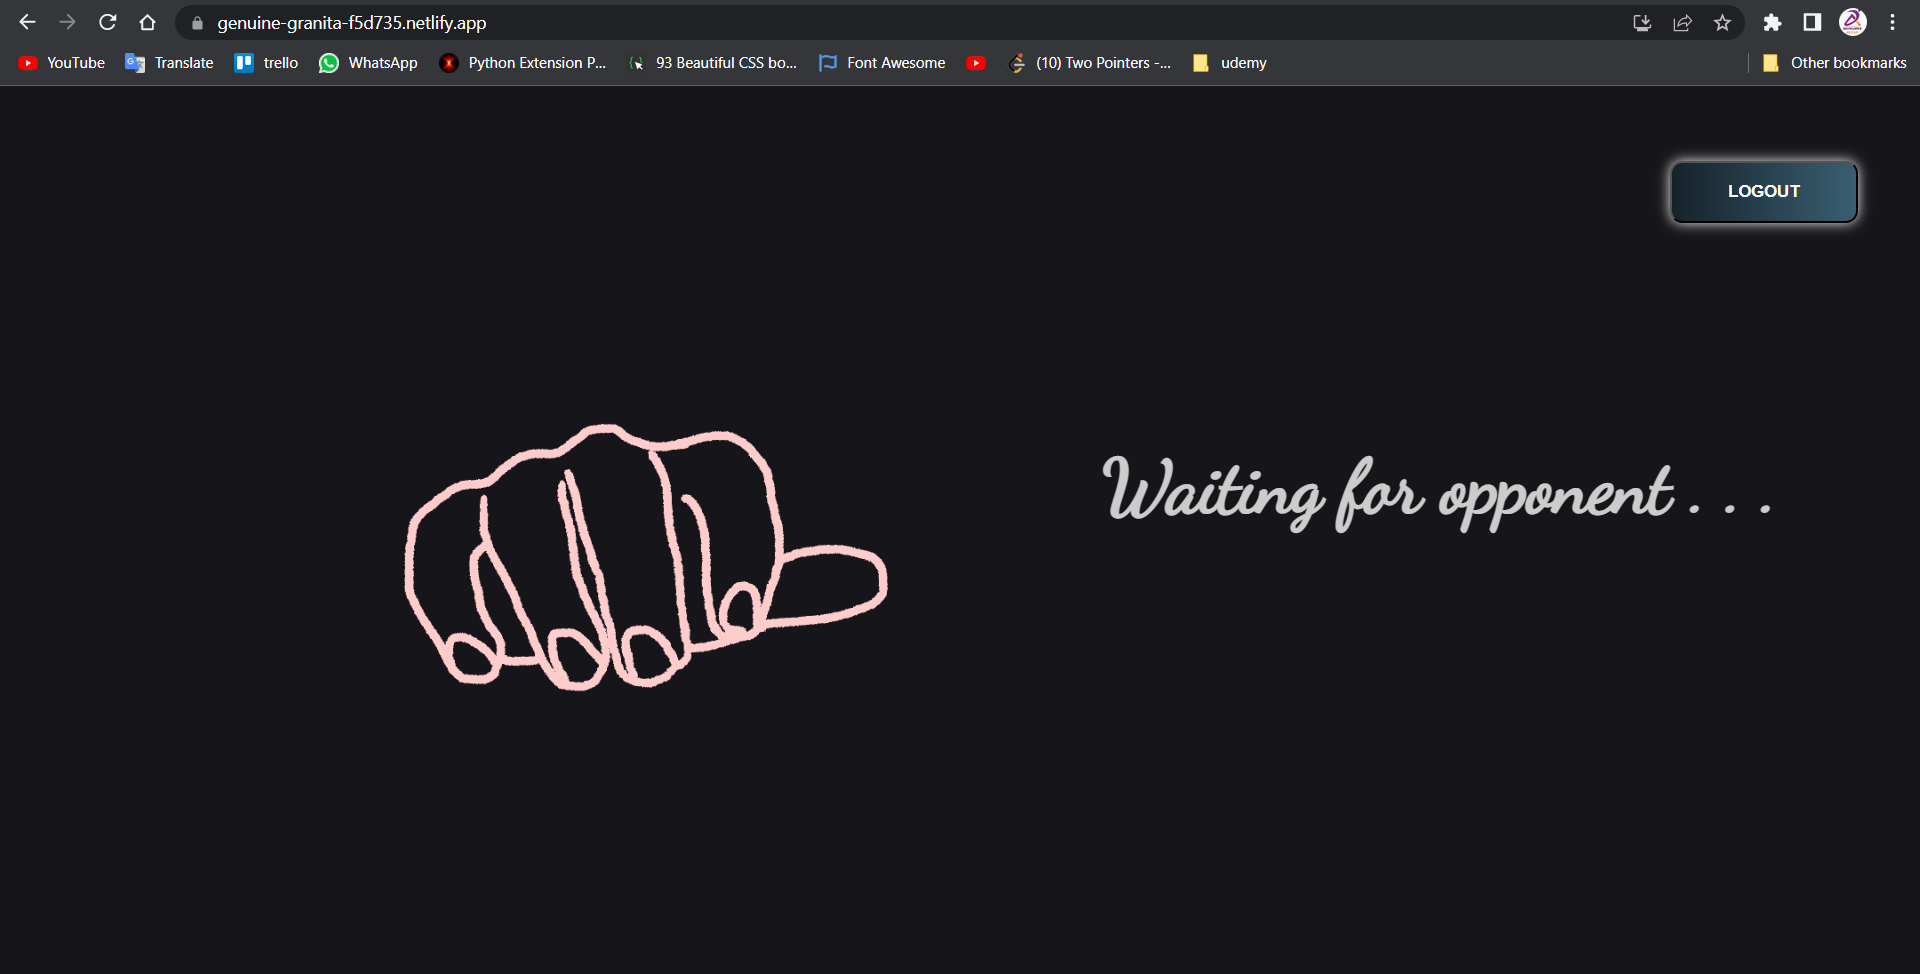 genuine-granita-f5d735.netlify.app
YouTube Translate trello WhatsApp Python Extension P... 93 Beautiful CSS bo... Font Awesome (10) Two Pointers -... udemy Other bookmarks
LOGOUT
Waiting for opponent . . .